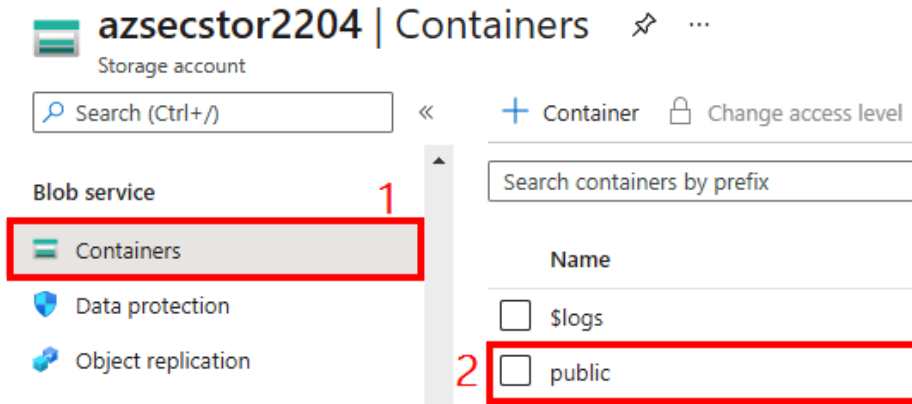 azsecstor2204 | Containers ...
Storage account
Search (Ctrl+/) «
Blob service 1
Containers
Data protection
Object replication
+ Container Change access level
Search containers by prefix
Name
$logs
2 public